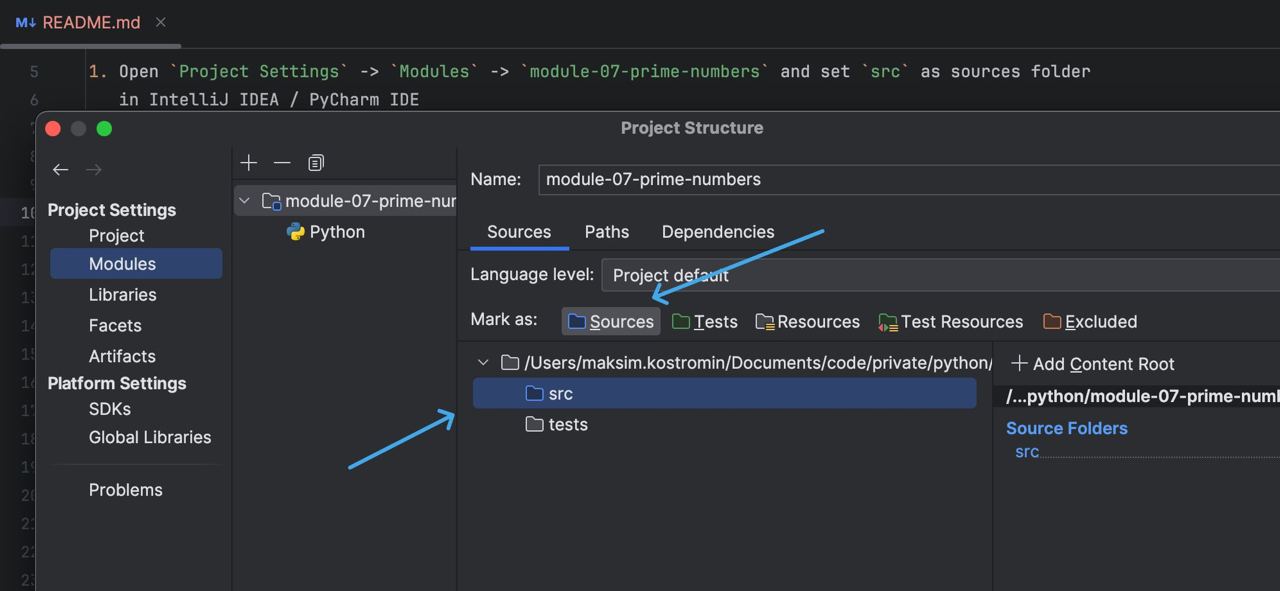 M↓ README.md
5 1. Open `Project Settings` -> `Modules` -> `module-07-prime-numbers` and set `src` as sources folder
6 in IntelliJ IDEA / PyCharm IDE
Project Structure
Project Settings
Project
Modules
Libraries
Facets
Artifacts
Platform Settings
SDKs
Global Libraries
Problems
module-07-prime-nur
Python
Name: module-07-prime-numbers
Sources Paths Dependencies
Language level: Project default
Mark as: Sources Tests Resources Test Resources Excluded
/Users/maksim.kostromin/Documents/code/private/python/
src
tests
Add Content Root
/...python/module-07-prime-num
Source Folders
src